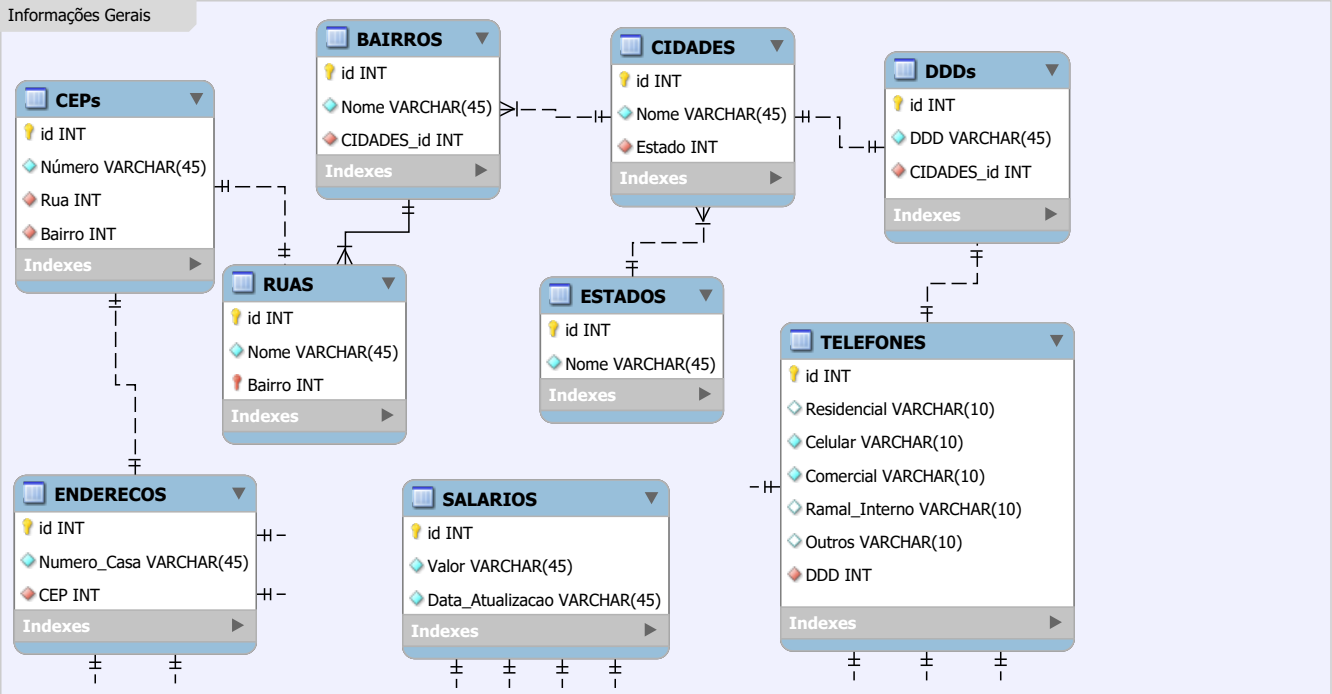 Informações Gerais
CEPs
id INT
Número VARCHAR(45)
Rua INT
Bairro INT
Indexes
BAIRROS
id INT
Nome VARCHAR(45)
CIDADES_id INT
Indexes
CIDADES
id INT
Nome VARCHAR(45)
Estado INT
Indexes
DDDs
id INT
DDD VARCHAR(45)
CIDADES_id INT
Indexes
RUAS
id INT
Nome VARCHAR(45)
Bairro INT
Indexes
ESTADOS
id INT
Nome VARCHAR(45)
Indexes
TELEFONES
id INT
Residencial VARCHAR(10)
Celular VARCHAR(10)
Comercial VARCHAR(10)
Ramal_Interno VARCHAR(10)
Outros VARCHAR(10)
DDD INT
Indexes
ENDERECOS
id INT
Numero_Casa VARCHAR(45)
CEP INT
Indexes
SALARIOS
id INT
Valor VARCHAR(45)
Data_Atualizacao VARCHAR(45)
Indexes